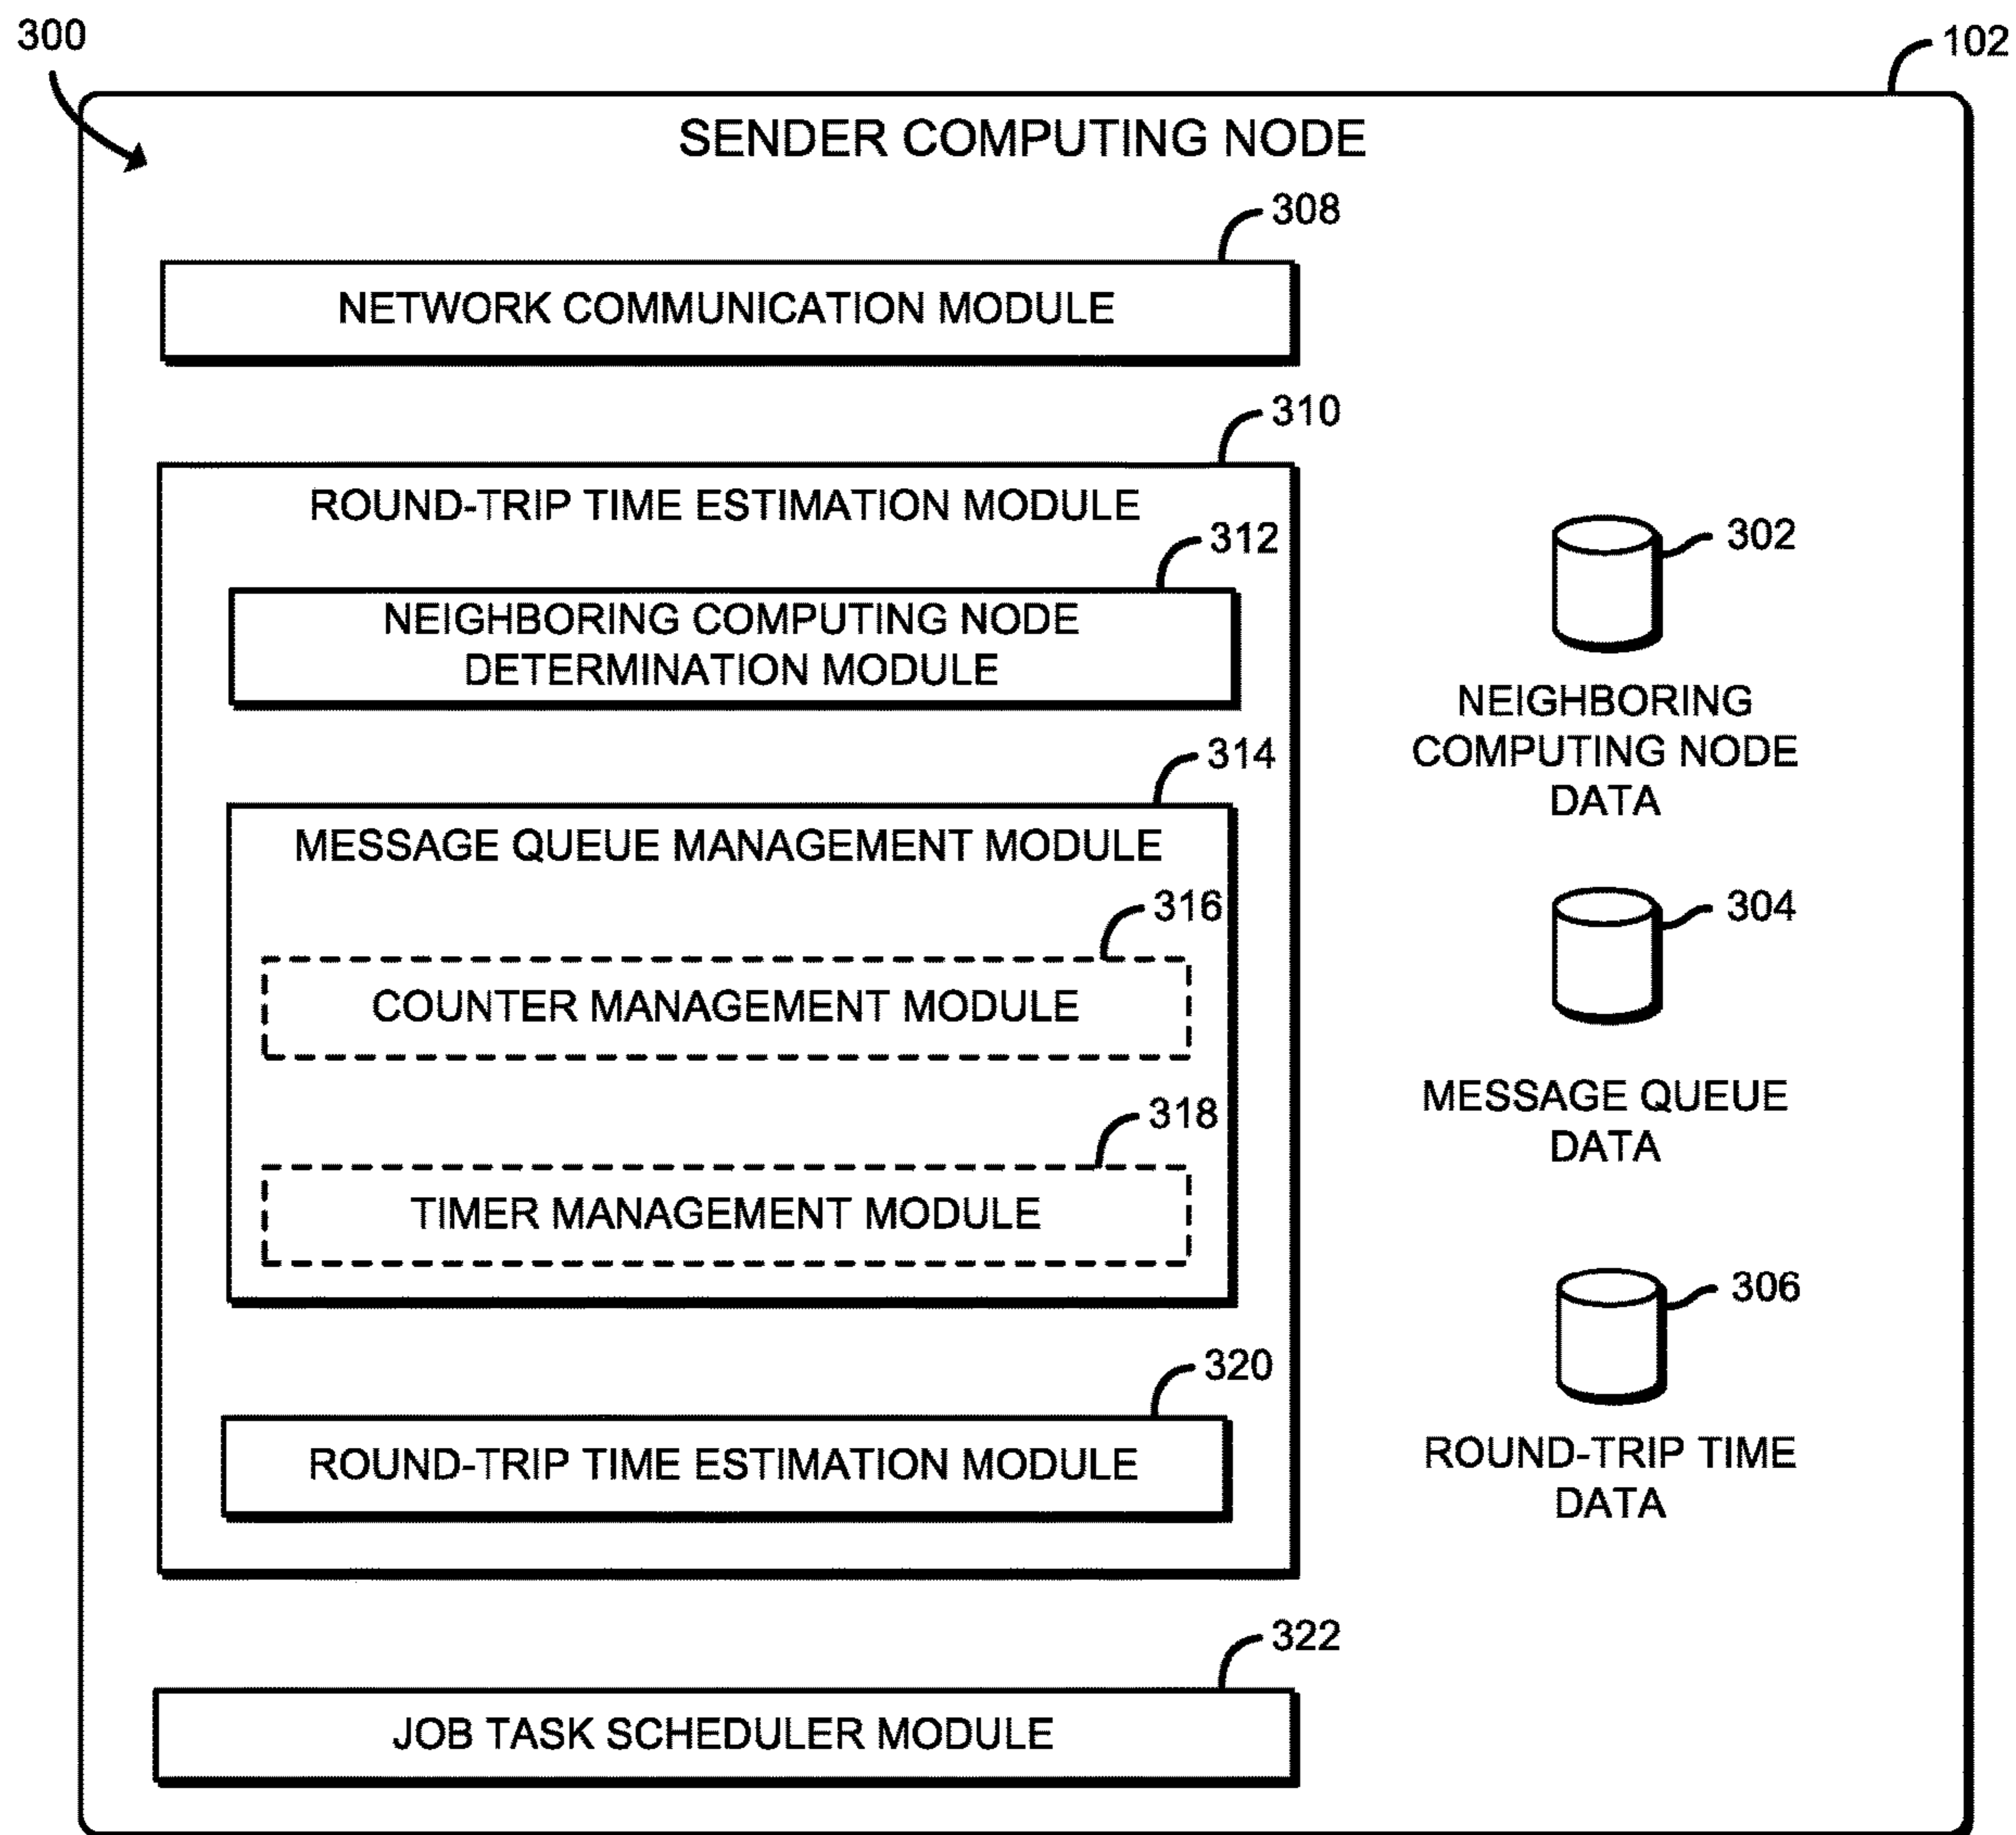 300
102
SENDER COMPUTING NODE
308
NETWORK COMMUNICATION MODULE
310
ROUND-TRIP TIME ESTIMATION MODULE
312
NEIGHBORING COMPUTING NODE
DETERMINATION MODULE
314
MESSAGE QUEUE MANAGEMENT MODULE
316
COUNTER MANAGEMENT MODULE
318
TIMER MANAGEMENT MODULE
320
ROUND-TRIP TIME ESTIMATION MODULE
322
JOB TASK SCHEDULER MODULE
302
NEIGHBORING
COMPUTING NODE
DATA
304
MESSAGE QUEUE
DATA
306
ROUND-TRIP TIME
DATA